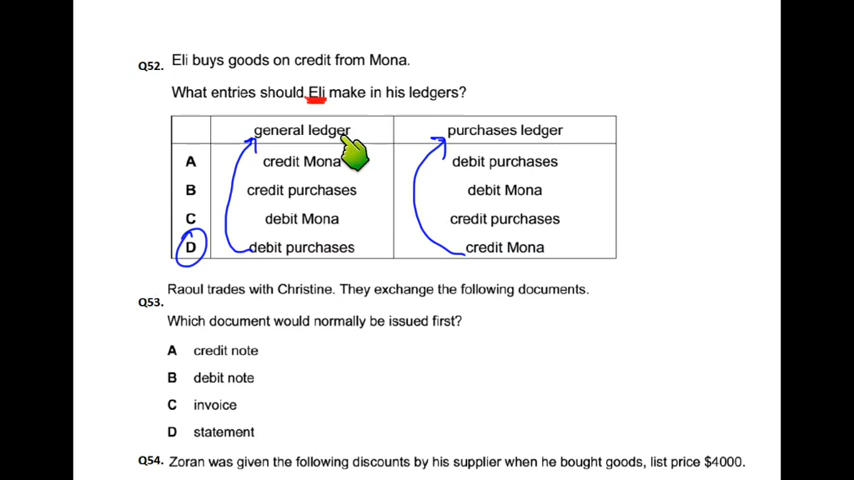 Q52. Eli buys goods on credit from Mona.
What entries should Eli make in his ledgers?
general ledger purchases ledger
A credit Mona debit purchases
B credit purchases debit Mona
C debit Mona credit purchases
D debit purchases credit Mona
Raoul trades with Christine. They exchange the following documents.
Q53.
Which document would normally be issued first?
A credit note
B debit note
C invoice
D statement
Q54. Zoran was given the following discounts by his supplier when he bought goods, list price $4000.